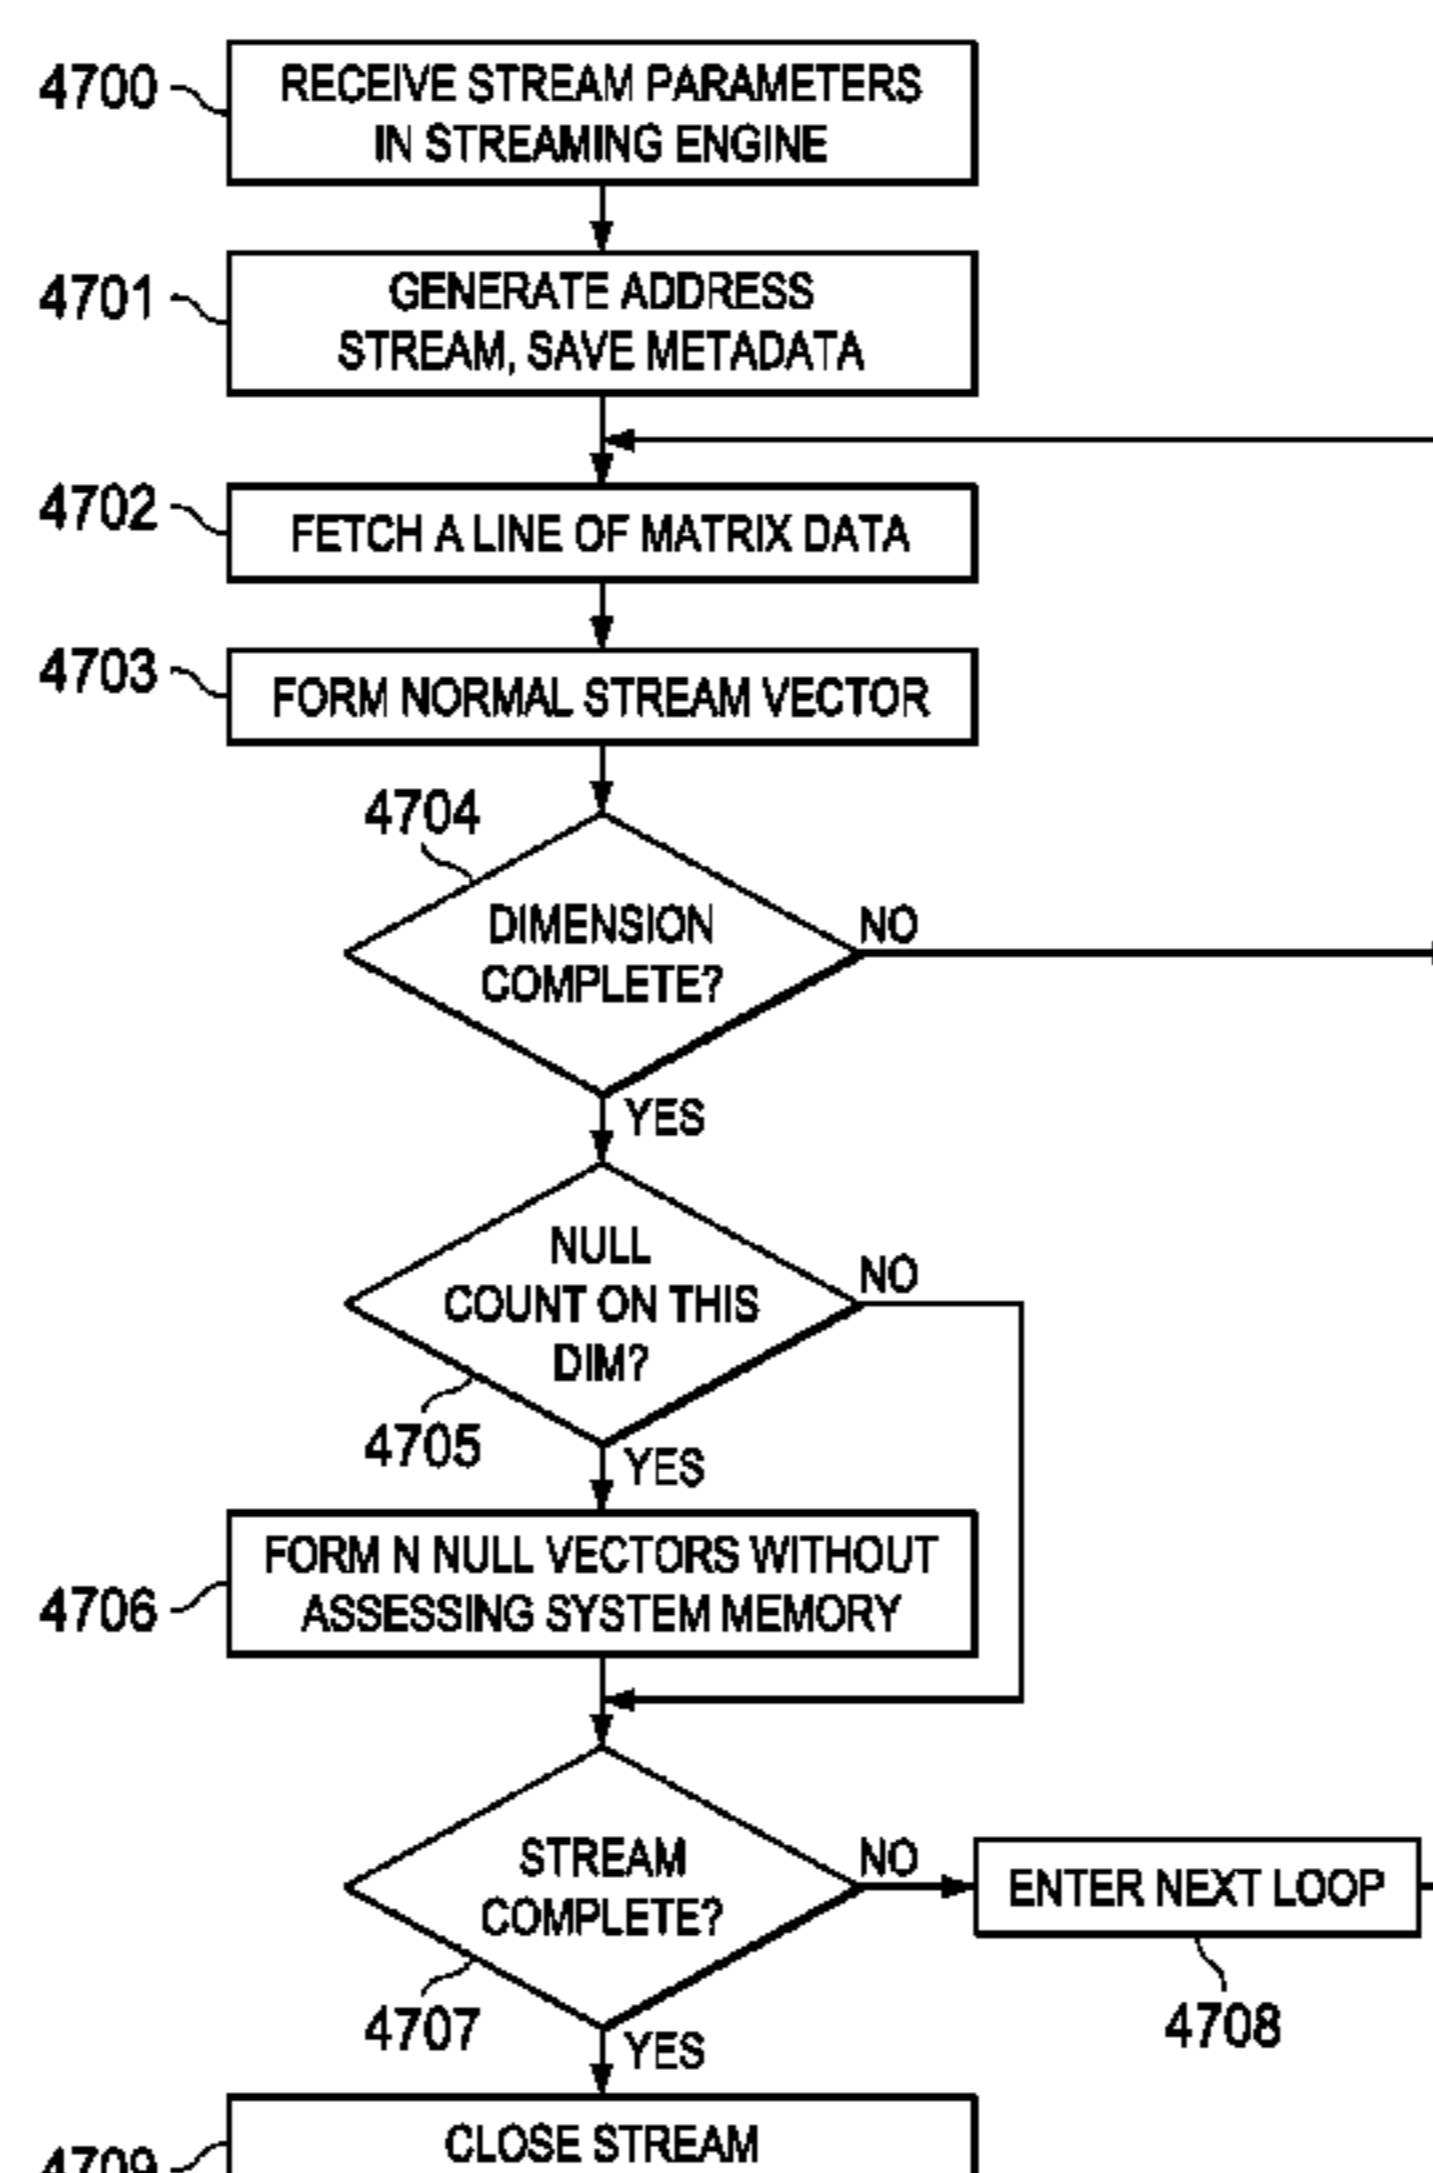 4700
RECEIVE STREAM PARAMETERS
IN STREAMING ENGINE
4701
GENERATE ADDRESS
STREAM, SAVE METADATA
4702
FETCH A LINE OF MATRIX DATA
4703
FORM NORMAL STREAM VECTOR
4704
DIMENSION
COMPLETE?
NO
YES
NULL
COUNT ON THIS
DIM?
NO
4705
YES
4706
FORM N NULL VECTORS WITHOUT
ASSESSING SYSTEM MEMORY
STREAM
COMPLETE?
NO
ENTER NEXT LOOP
4707
4708
YES
4709
CLOSE STREAM